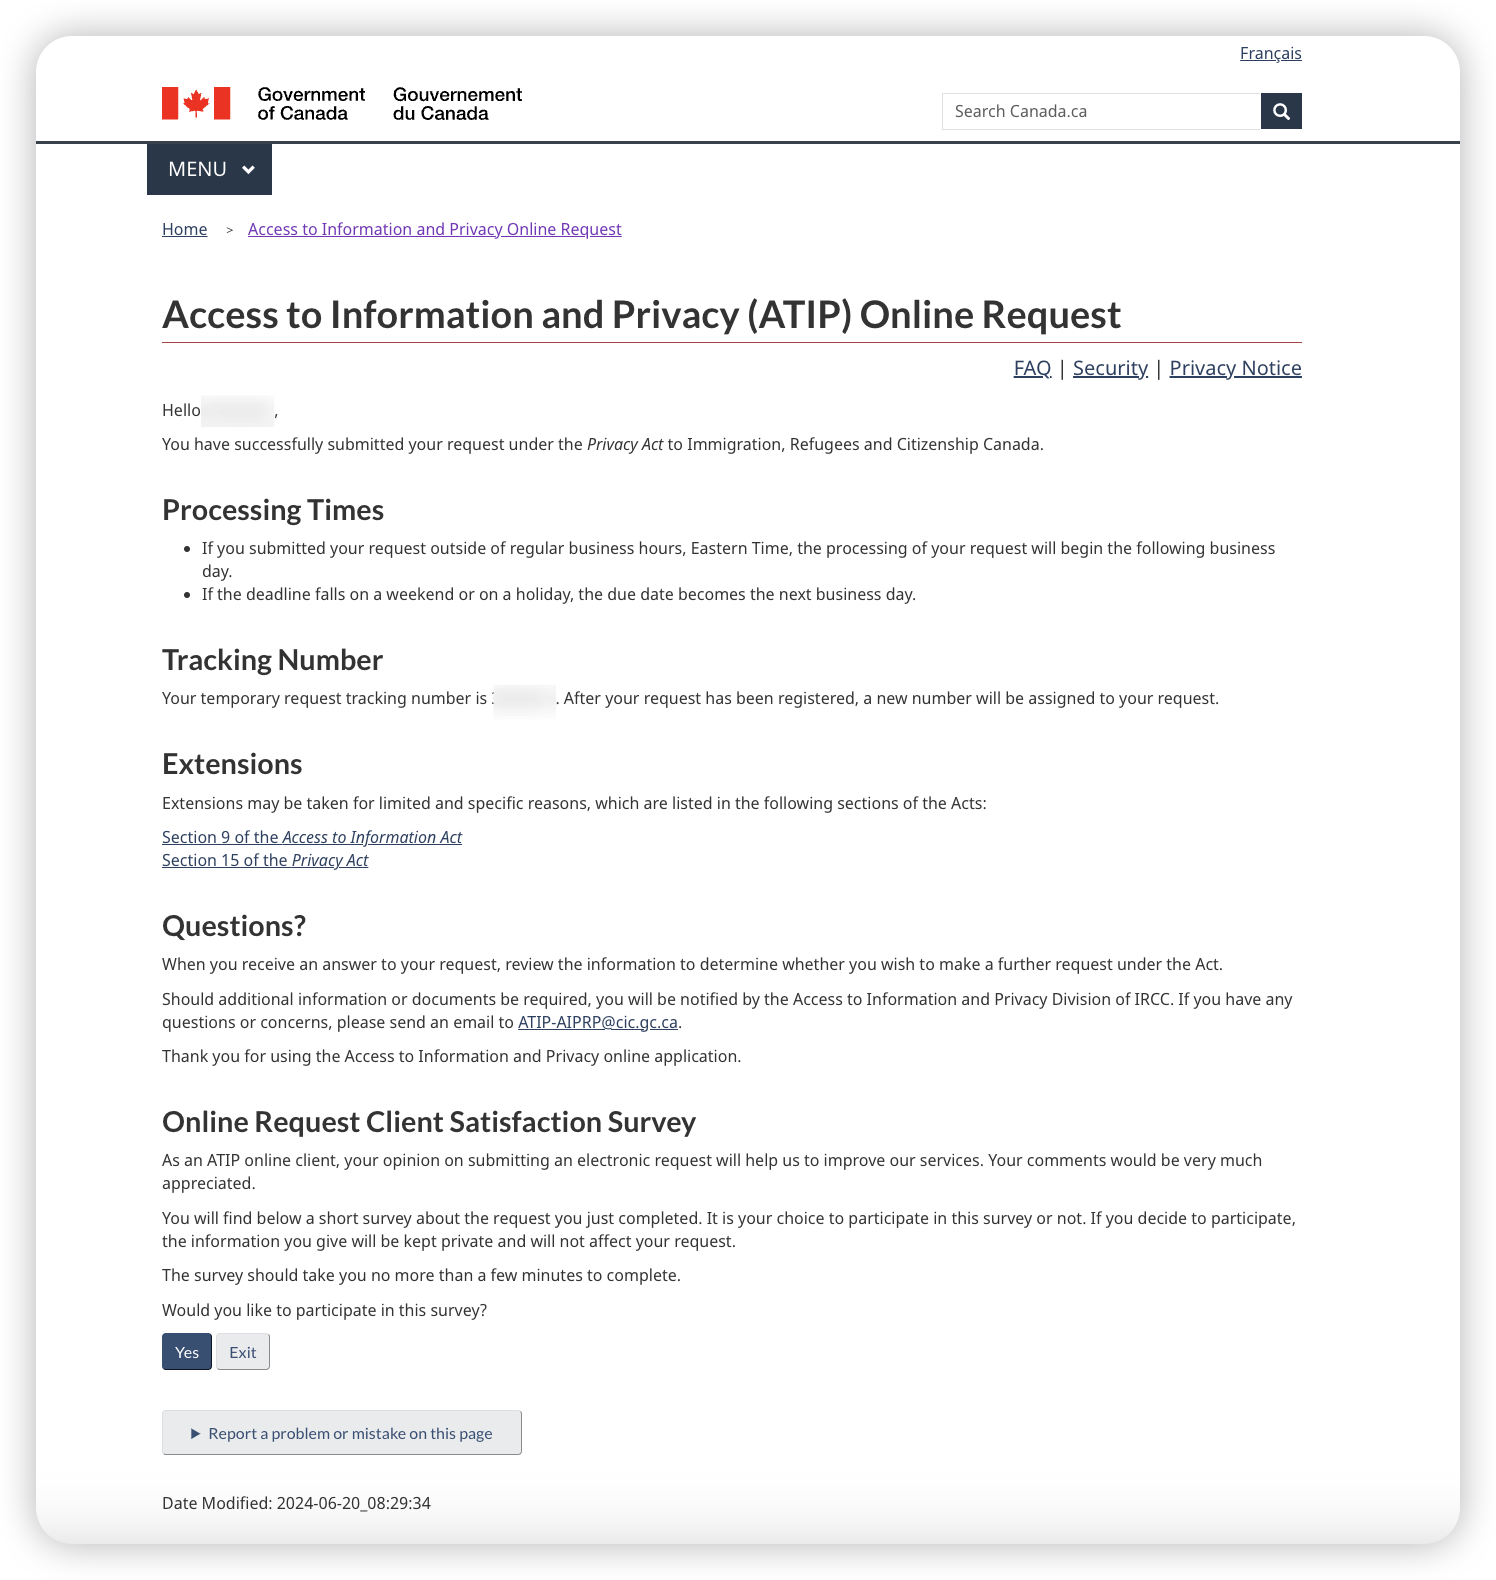 Français
Government of Canada
Gouvernement du Canada
Search Canada.ca
MENU
Home > Access to Information and Privacy Online Request
Access to Information and Privacy (ATIP) Online Request
FAQ | Security | Privacy Notice
Hello ,
You have successfully submitted your request under the Privacy Act to Immigration, Refugees and Citizenship Canada.
Processing Times
• If you submitted your request outside of regular business hours, Eastern Time, the processing of your request will begin the following business
day.
• If the deadline falls on a weekend or on a holiday, the due date becomes the next business day.
Tracking Number
Your temporary request tracking number is . After your request has been registered, a new number will be assigned to your request.
Extensions
Extensions may be taken for limited and specific reasons, which are listed in the following sections of the Acts:
Section 9 of the Access to Information Act
Section 15 of the Privacy Act
Questions?
When you receive an answer to your request, review the information to determine whether you wish to make a further request under the Act.
Should additional information or documents be required, you will be notified by the Access to Information and Privacy Division of IRCC. If you have any
questions or concerns, please send an email to ATIP-AIPRP@cic.gc.ca.
Thank you for using the Access to Information and Privacy online application.
Online Request Client Satisfaction Survey
As an ATIP online client, your opinion on submitting an electronic request will help us to improve our services. Your comments would be very much
appreciated.
You will find below a short survey about the request you just completed. It is your choice to participate in this survey or not. If you decide to participate,
the information you give will be kept private and will not affect your request.
The survey should take you no more than a few minutes to complete.
Would you like to participate in this survey?
Yes Exit
Report a problem or mistake on this page
Date Modified: 2024-06-20_08:29:34